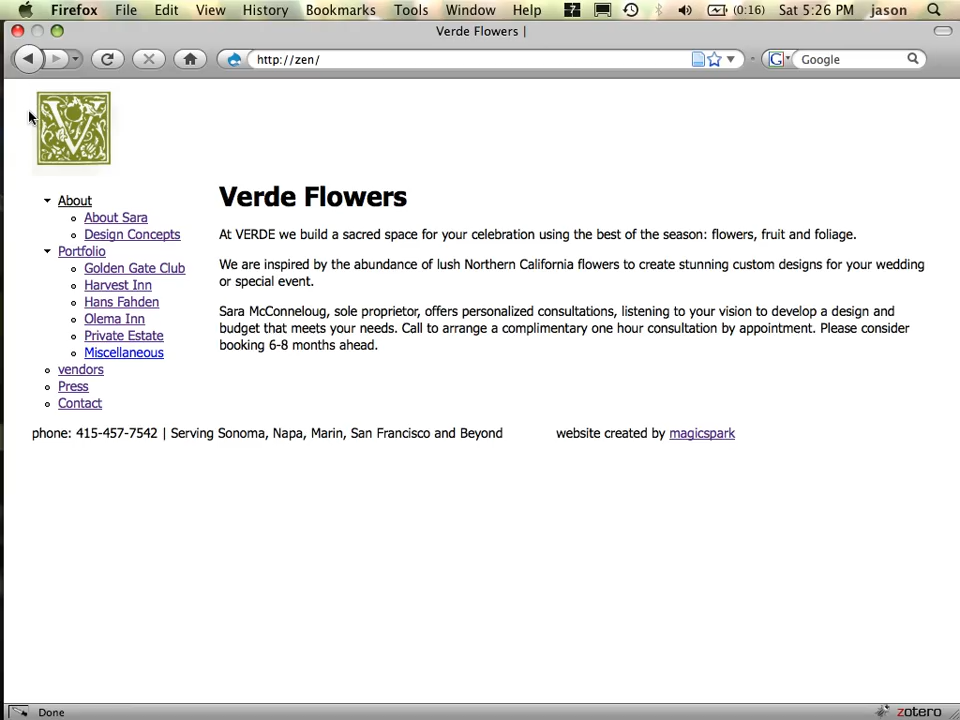 Firefox File Edit View History Bookmarks Tools Window Help (0:16) Sat 5:26 PM jason
Verde Flowers |
http://zen/
G Google
V
Verde Flowers
At VERDE we build a sacred space for your celebration using the best of the season: flowers, fruit and foliage.
We are inspired by the abundance of lush Northern California flowers to create stunning custom designs for your wedding
or special event.
Sara McConneloug, sole proprietor, offers personalized consultations, listening to your vision to develop a design and
budget that meets your needs. Call to arrange a complimentary one hour consultation by appointment. Please consider
booking 6-8 months ahead.
About
About Sara
Design Concepts
Portfolio
Golden Gate Club
Harvest Inn
Hans Fahden
Olema Inn
Private Estate
Miscellaneous
vendors
Press
Contact
phone: 415-457-7542 | Serving Sonoma, Napa, Marin, San Francisco and Beyond
website created by magicspark
Done
zotero